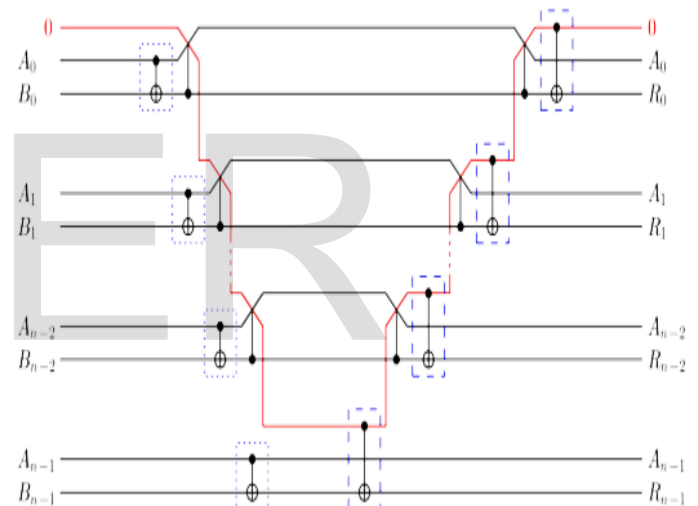 0 0
A₀ A₀
B₀ R₀
A₁ A₁
B₁ R₁
Aₙ₋₂ Aₙ₋₂
Bₙ₋₂ Rₙ₋₂
Aₙ₋₁ Aₙ₋₁
Bₙ₋₁ Rₙ₋₁
ER